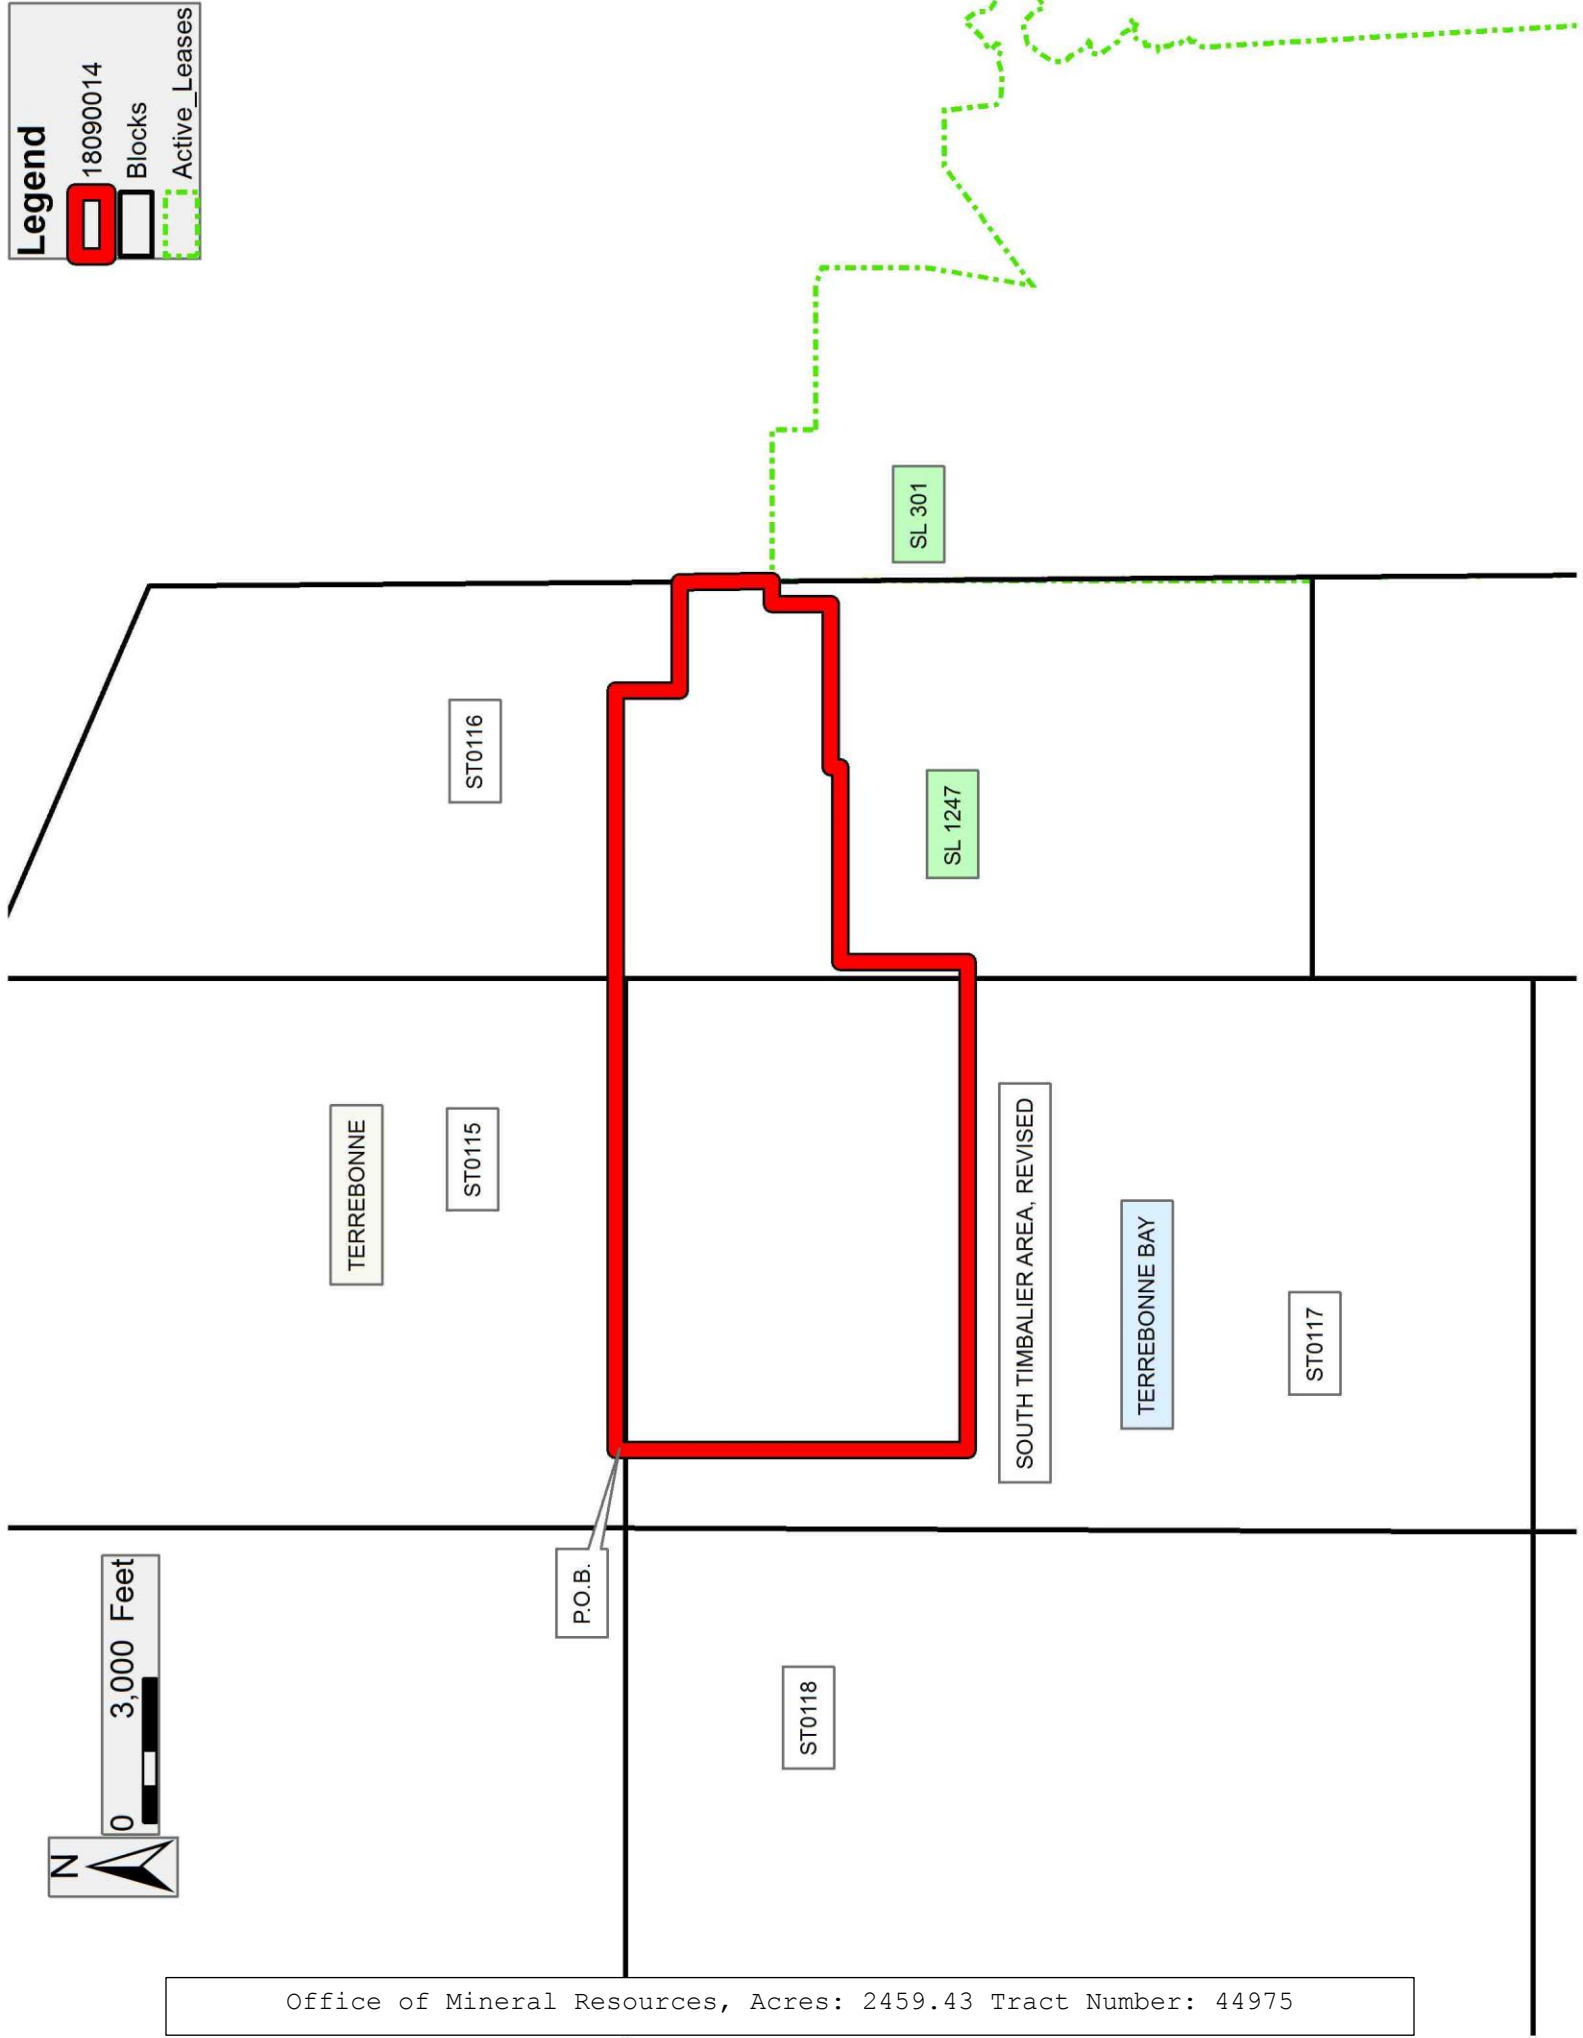 N
0 3,000 Feet
Legend
18090014
Blocks
Active_Leases
TERREBONNE
ST0115
ST0116
P.O.B.
ST0118
SL 1247
SL 301
SOUTH TIMBALIER AREA, REVISED
TERREBONNE BAY
ST0117
Office of Mineral Resources, Acres: 2459.43 Tract Number: 44975